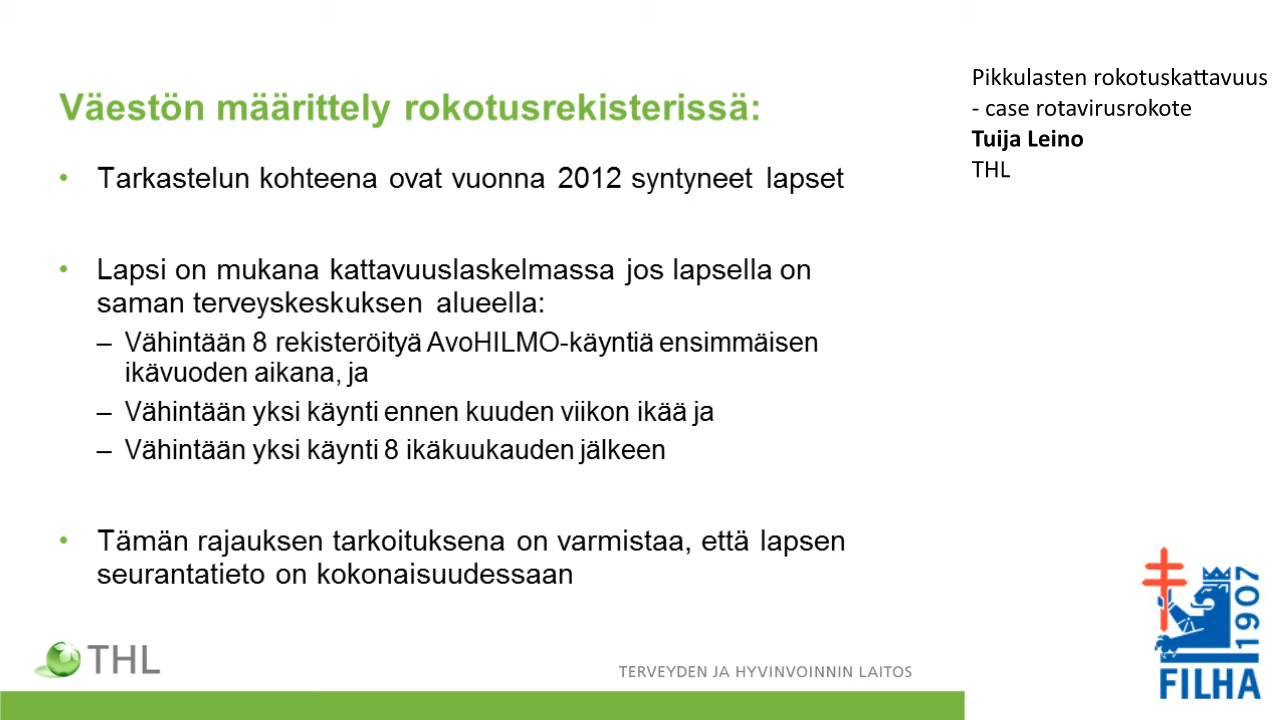 Väestön määrittely rokotusrekisterissä:
• Tarkastelun kohteena ovat vuonna 2012 syntyneet lapset
• Lapsi on mukana kattavuuslaskelmassa jos lapsella on
saman terveyskeskuksen alueella:
– Vähintään 8 rekisteröityä AvoHILMO-käyntiä ensimmäisen
ikävuoden aikana, ja
– Vähintään yksi käynti ennen kuuden viikon ikää ja
– Vähintään yksi käynti 8 ikäkuukauden jälkeen
• Tämän rajauksen tarkoituksena on varmistaa, että lapsen
seurantatieto on kokonaisuudessaan
THL
TERVEYDEN JA HYVINVOINNIN LAITOS
Pikkulasten rokotuskattavuus
- case rotavirusrokote
Tuija Leino
THL
1907
FILHA